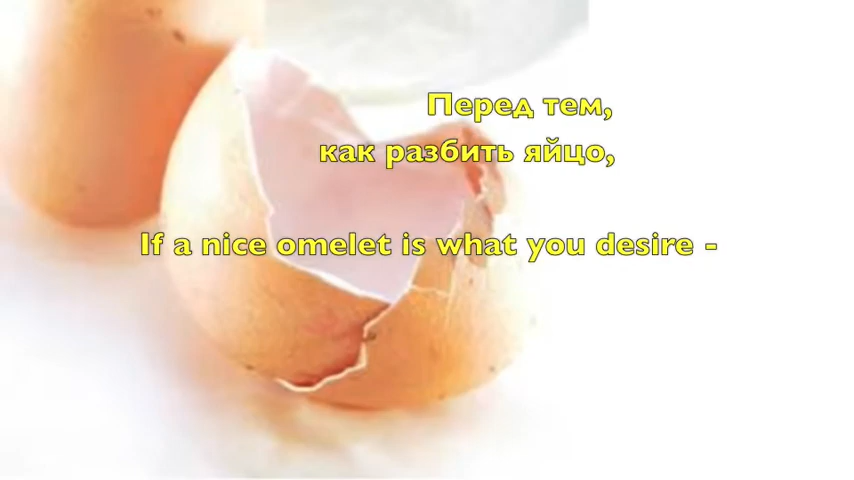 Перед тем,
как разбить яйцо,
If a nice omelet is what you desire -